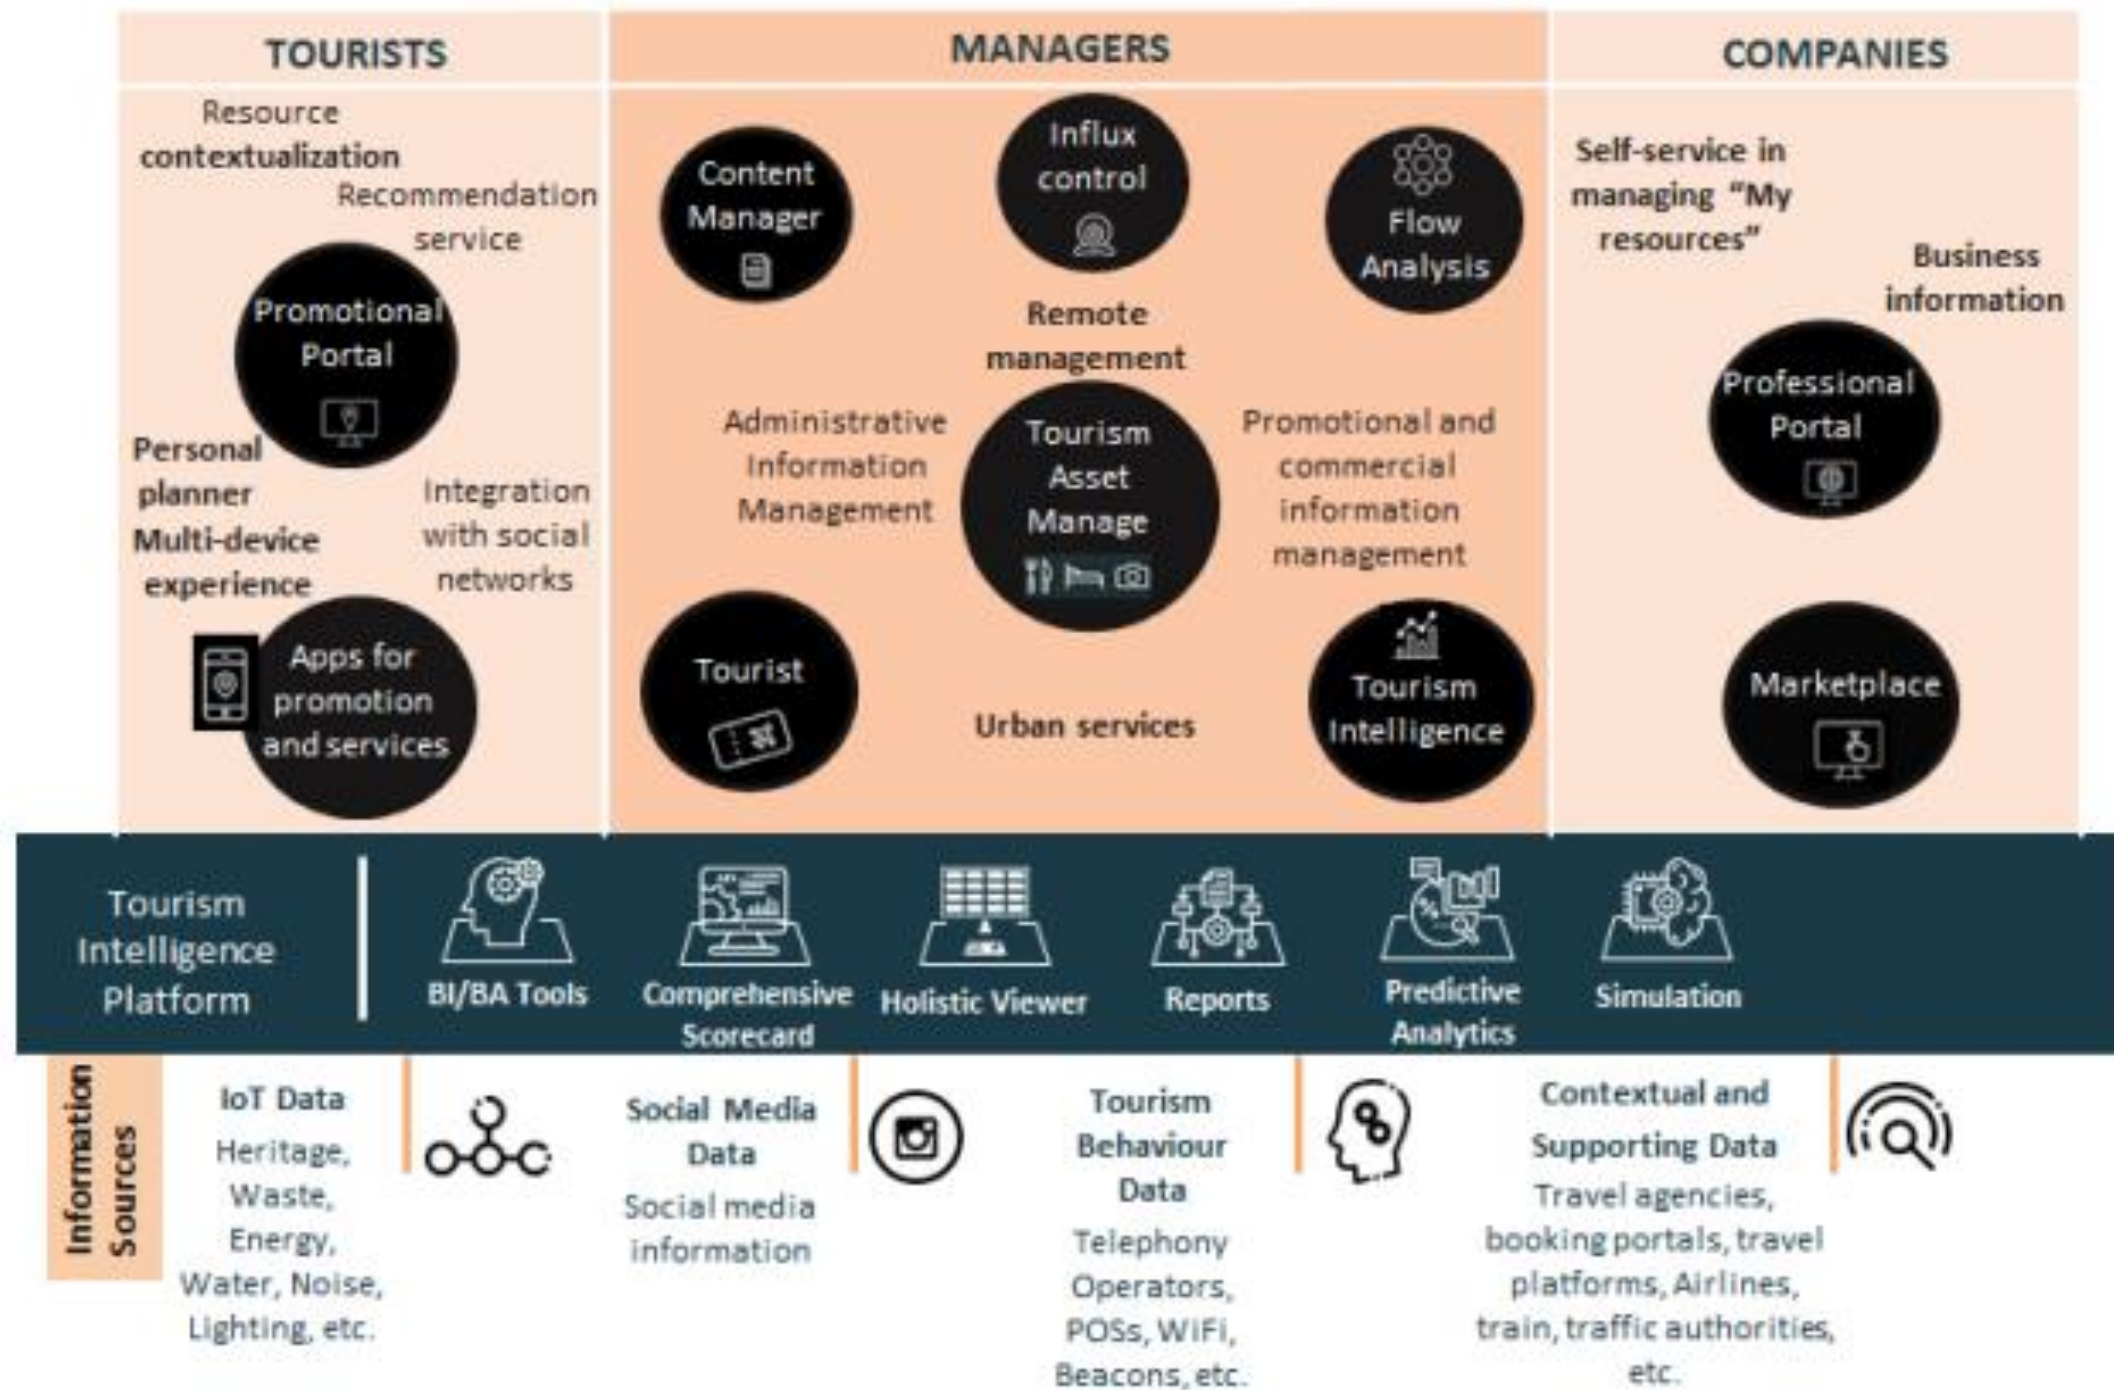 TOURISTS
MANAGERS
COMPANIES
Resource
contextualization
Recommendation
service
Promotional
Portal
Personal
planner
Multi-device
experience
Integration
with social
networks
Apps for
promotion
and services
Content
Manager
Influx
control
Flow
Analysis
Remote
management
Administrative
Information
Management
Tourism
Asset
Manage
Promotional and
commercial
information
management
Tourist
Urban services
Tourism
Intelligence
Self-service in
managing “My
resources”
Business
information
Professional
Portal
Marketplace
Tourism
Intelligence
Platform
BI/BA Tools
Comprehensive
Scorecard
Holistic Viewer
Reports
Predictive
Analytics
Simulation
Information
Sources
IoT Data
Heritage,
Waste,
Energy,
Water, Noise,
Lighting, etc.
Social Media
Data
Social media
information
Tourism
Behaviour
Data
Telephony
Operators,
POSs, WiFi,
Beacons, etc.
Contextual and
Supporting Data
Travel agencies,
booking portals, travel
platforms, Airlines,
train, traffic authorities,
etc.